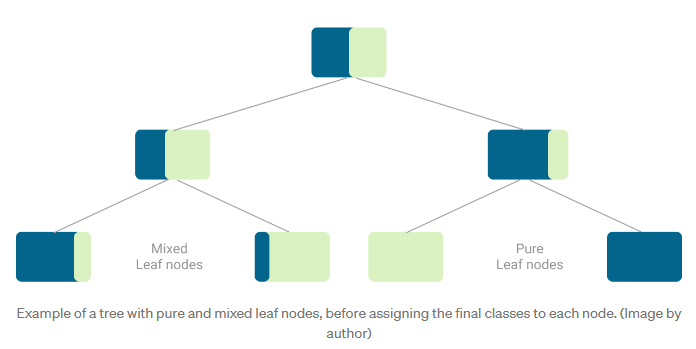 Mixed
Leaf nodes
Pure
Leaf nodes
Example of a tree with pure and mixed leaf nodes, before assigning the final classes to each node. (Image by
author)